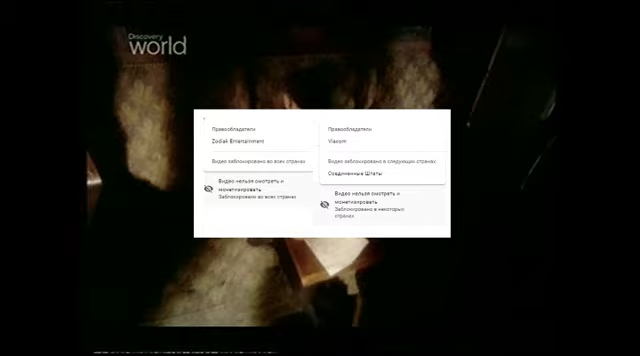 Discovery
world
Правообладатели
Zodiak Entertainment
Видео заблокировано во всех странах
Видео нельзя смотреть и
монетизировать
Заблокировано во всех странах
Правообладатели
Viacom
Видео заблокировано в следующих странах:
Соединенные Штаты
Видео нельзя смотреть и
монетизировать
Заблокировано в некоторых
странах